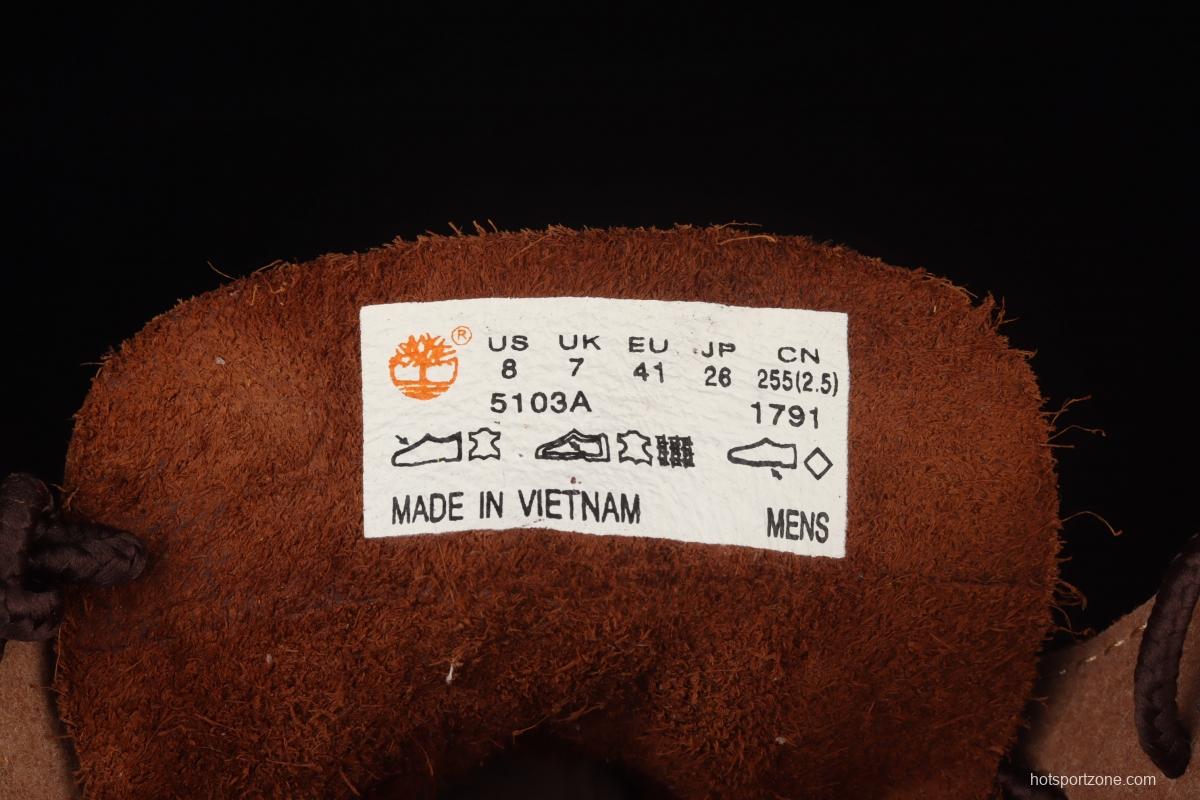 ®
US UK EU JP CN
8 7 41 26 255(2.5)
5103A 1791
MADE IN VIETNAM MENS
hotsportzone.com